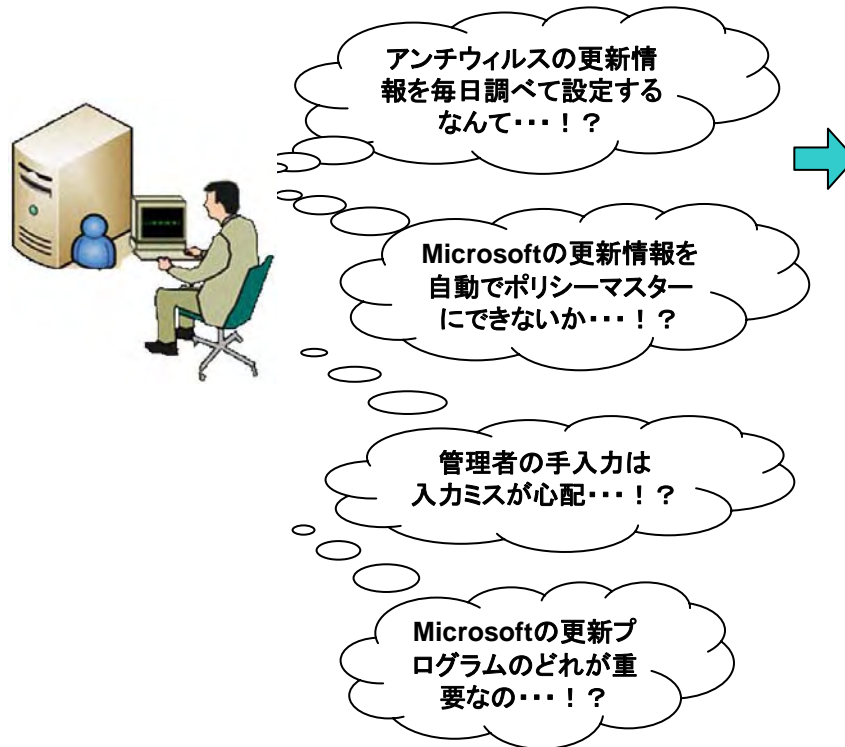 アンチウィルスの更新情
報を毎日調べて設定する
なんて・・・！？
Microsoftの更新情報を
自動でポリシーマスター
にできないか・・・！？
管理者の手入力は
入力ミスが心配・・・！？
Microsoftの更新プ
ログラムのどれが重
要なの・・・！？